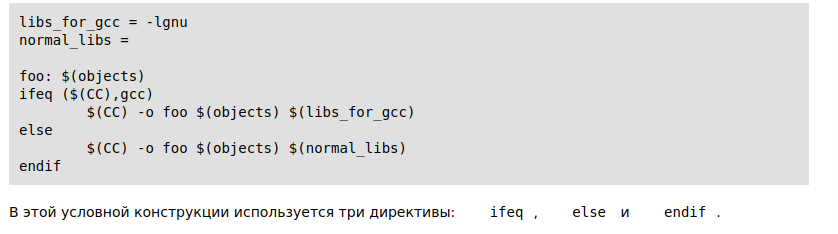 libs_for_gcc = -lgnu
normal_libs =

foo: $(objects)
ifeq ($(CC),gcc)
        $(CC) -o foo $(objects) $(libs_for_gcc)
else
        $(CC) -o foo $(objects) $(normal_libs)
endif

В этой условной конструкции используется три директивы: ifeq , else и endif .